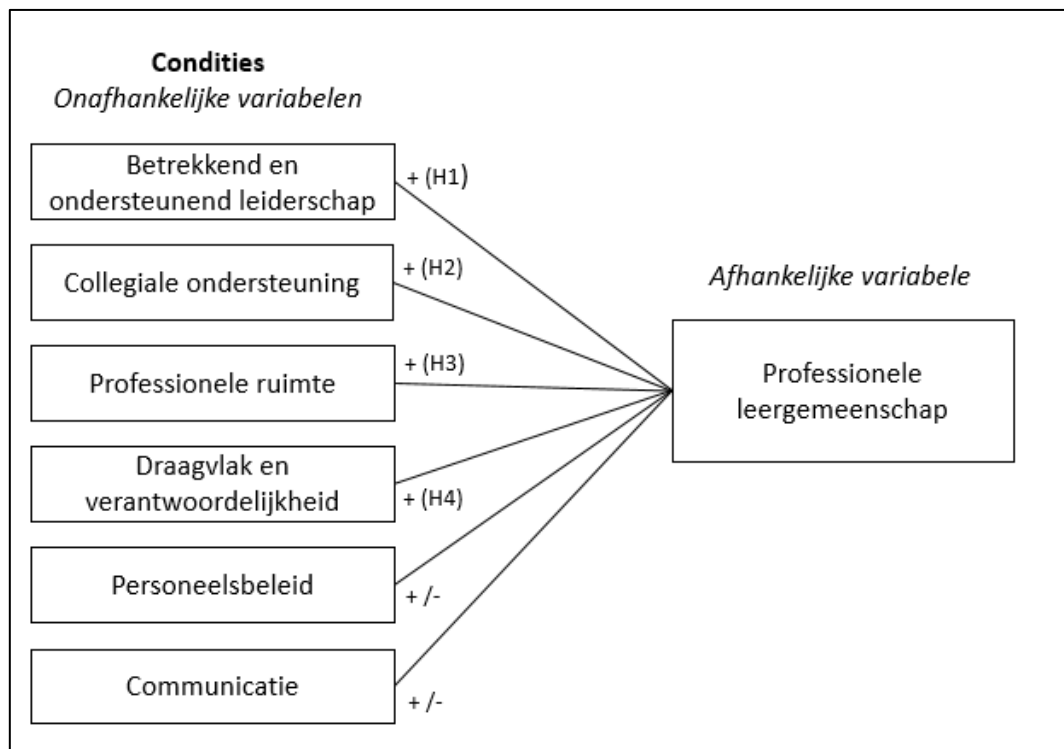 Condities
Onafhankelijke variabelen
Betrekkend en
ondersteunend leiderschap
+ (H1)
Collegiale ondersteuning
+ (H2)
Professionele ruimte
+ (H3)
Draagvlak en
verantwoordelijkheid
+ (H4)
Personeelsbeleid
+ /-
Communicatie
+ /-
Afhankelijke variabele
Professionele
leergemeenschap